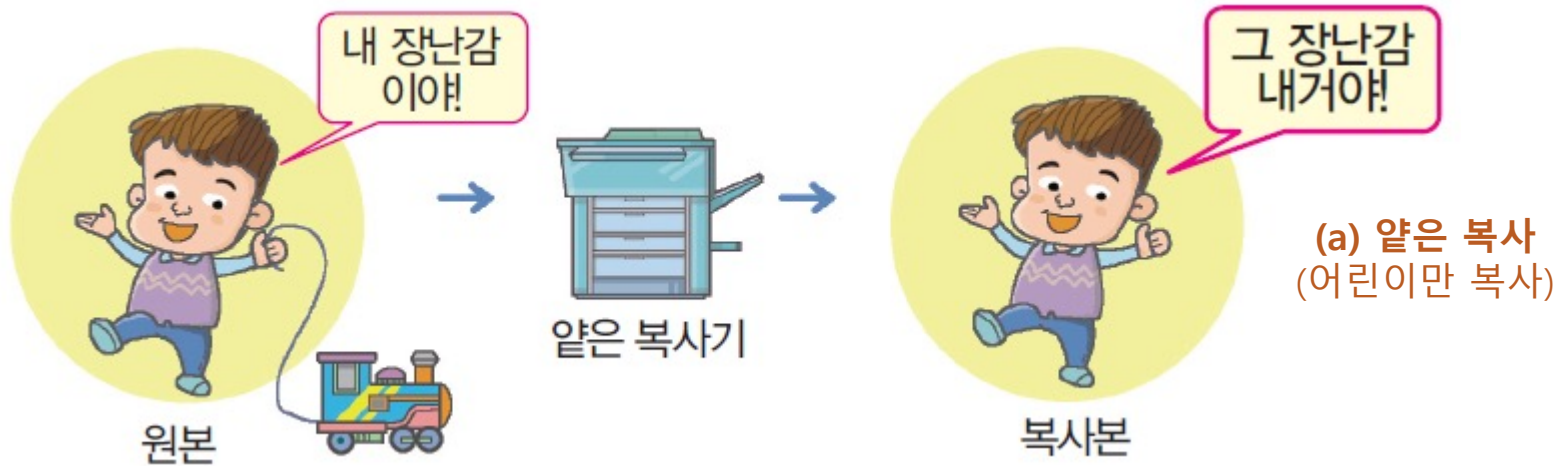 내 장난감
이야!
그 장난감
내거야!
원본
얕은 복사기
복사본
(a) 얕은 복사
(어린이만 복사)